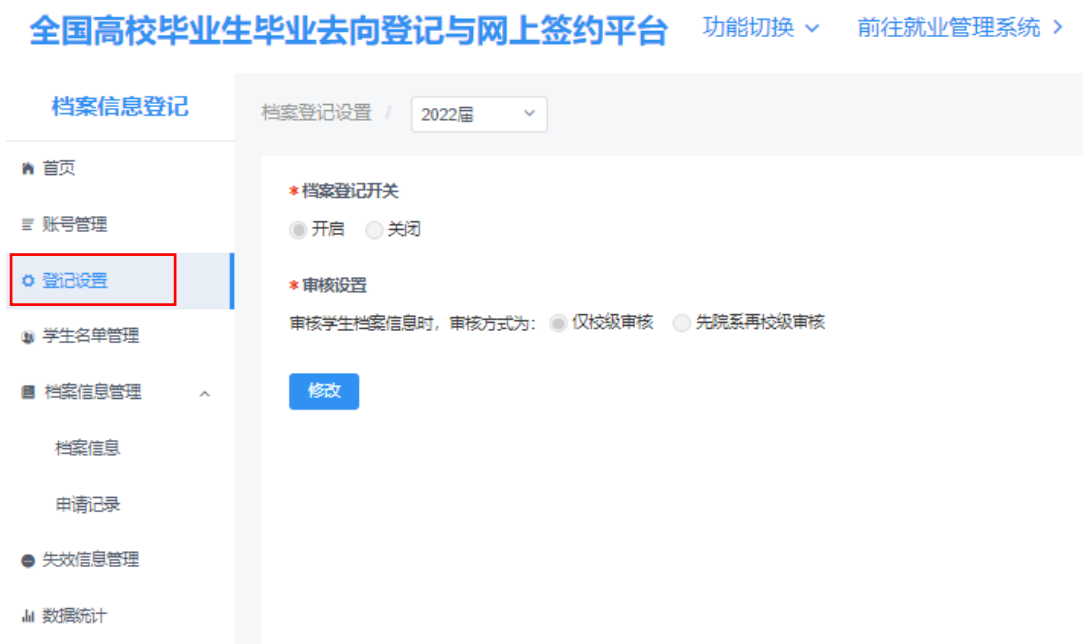 全国高校毕业生毕业去向登记与网上签约平台 功能切换 前往就业管理系统
档案信息登记
首页
账号管理
登记设置
学生名单管理
档案信息管理
档案信息
申请记录
失效信息管理
数据统计
档案登记设置 / 2022届
*档案登记开关
开启 关闭
*审核设置
审核学生档案信息时，审核方式为： 仅校级审核 先院系再校级审核
修改